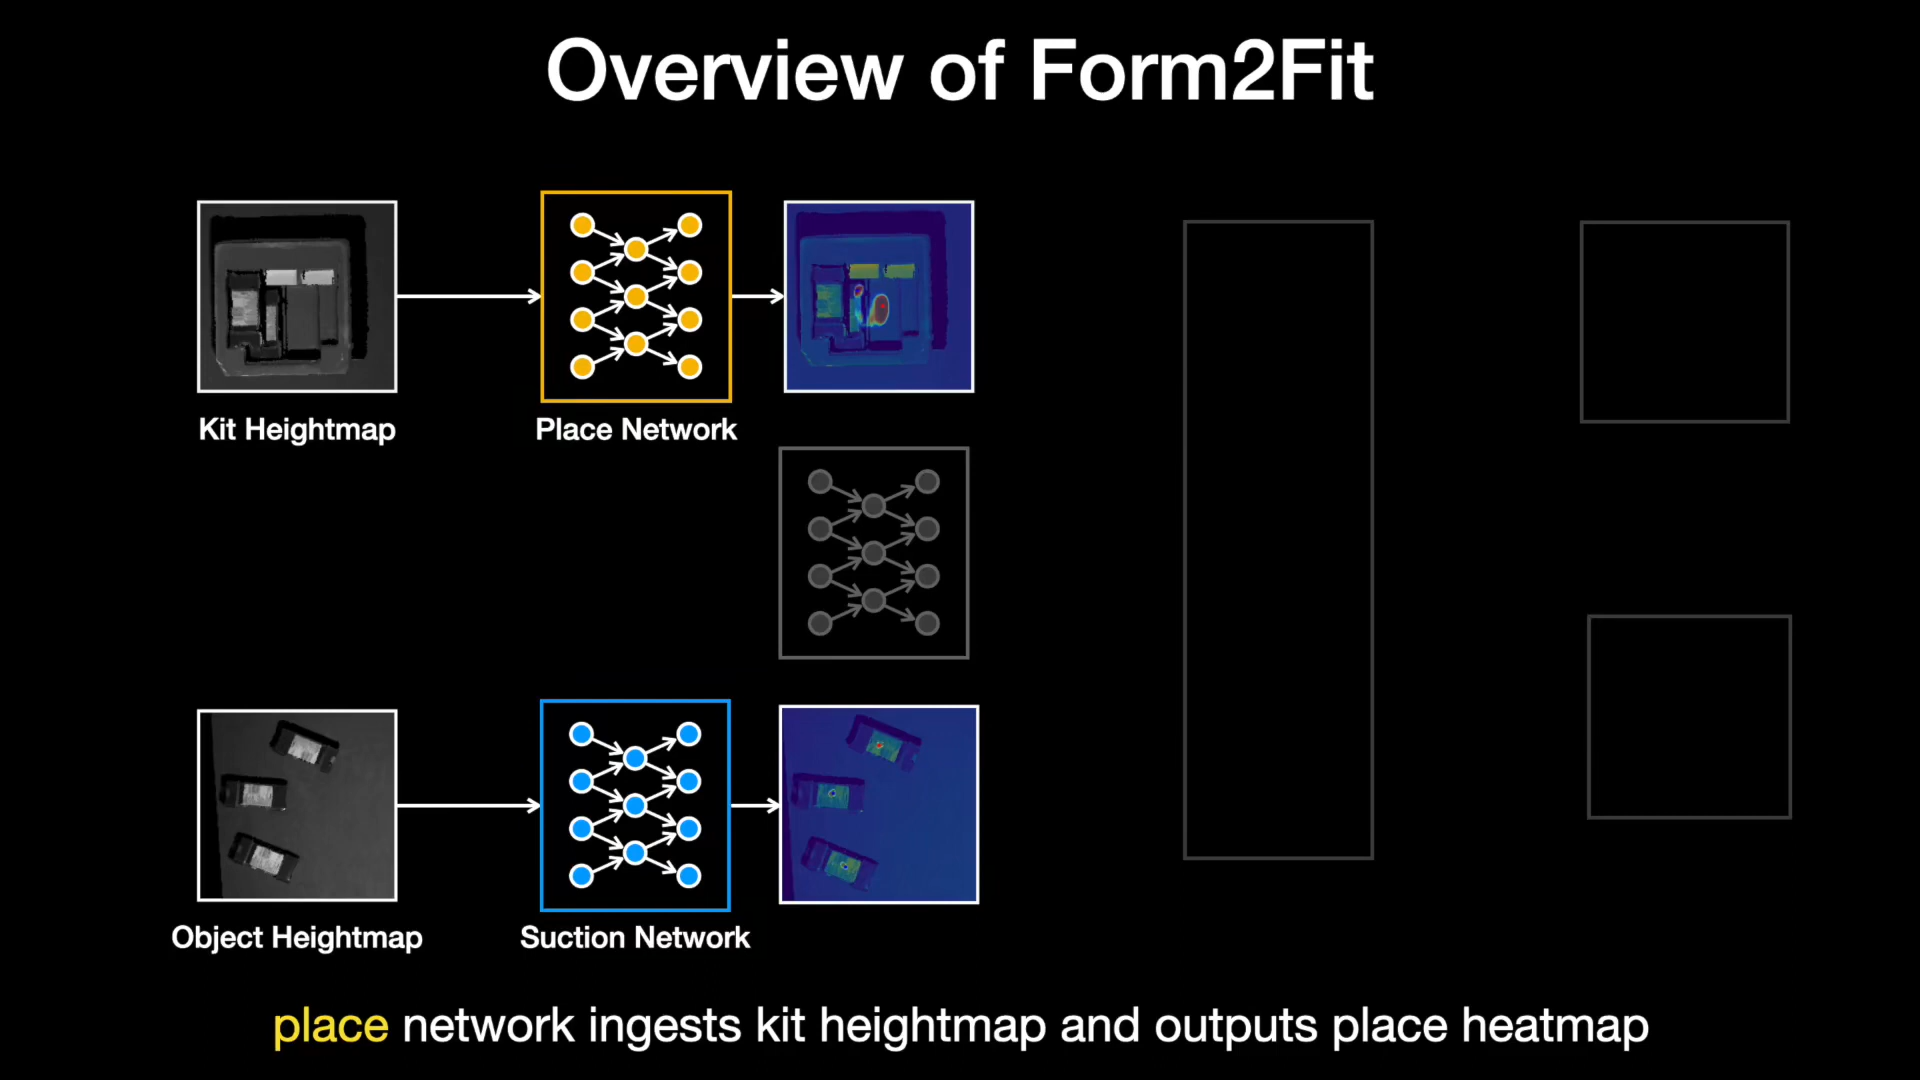 Overview of Form2Fit
Kit Heightmap
Place Network
Object Heightmap
Suction Network
place network ingests kit heightmap and outputs place heatmap